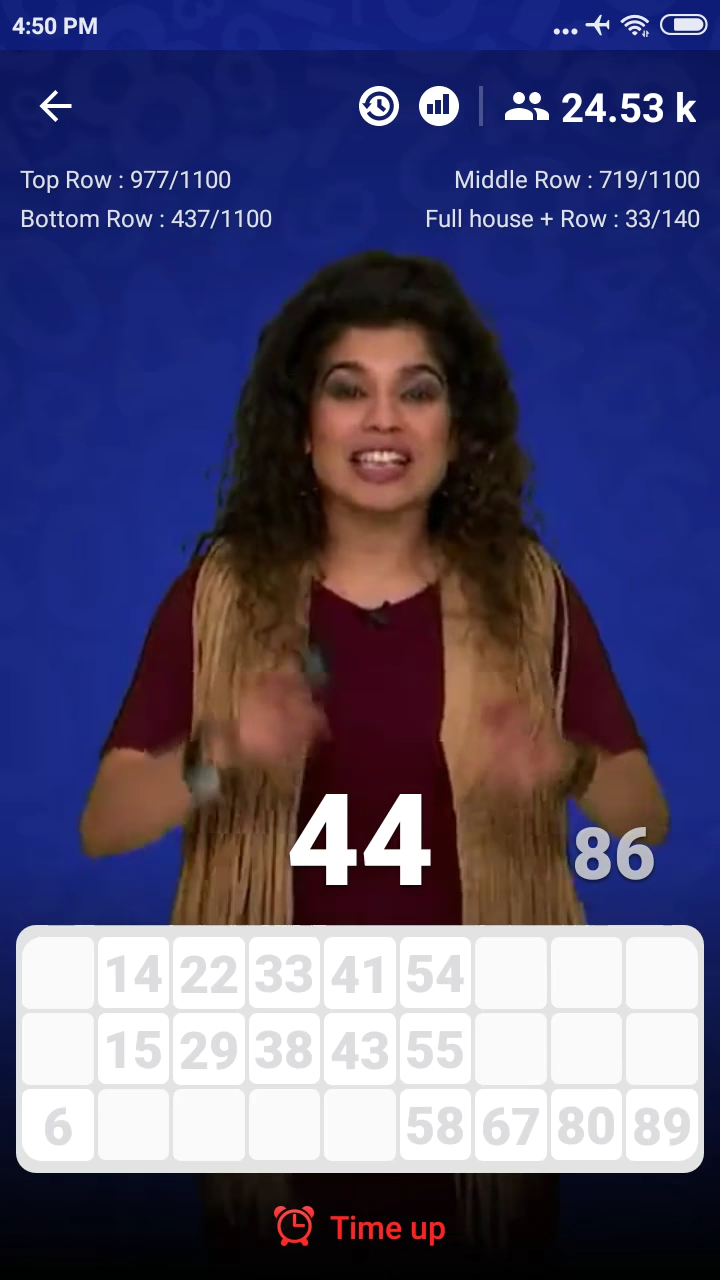 4:50 PM
24.53 k
Top Row : 977/1100 Middle Row : 719/1100
Bottom Row : 437/1100 Full house + Row : 33/140
44 86
14 22 33 41 54
15 29 38 43 55
6 58 67 80 89
Time up